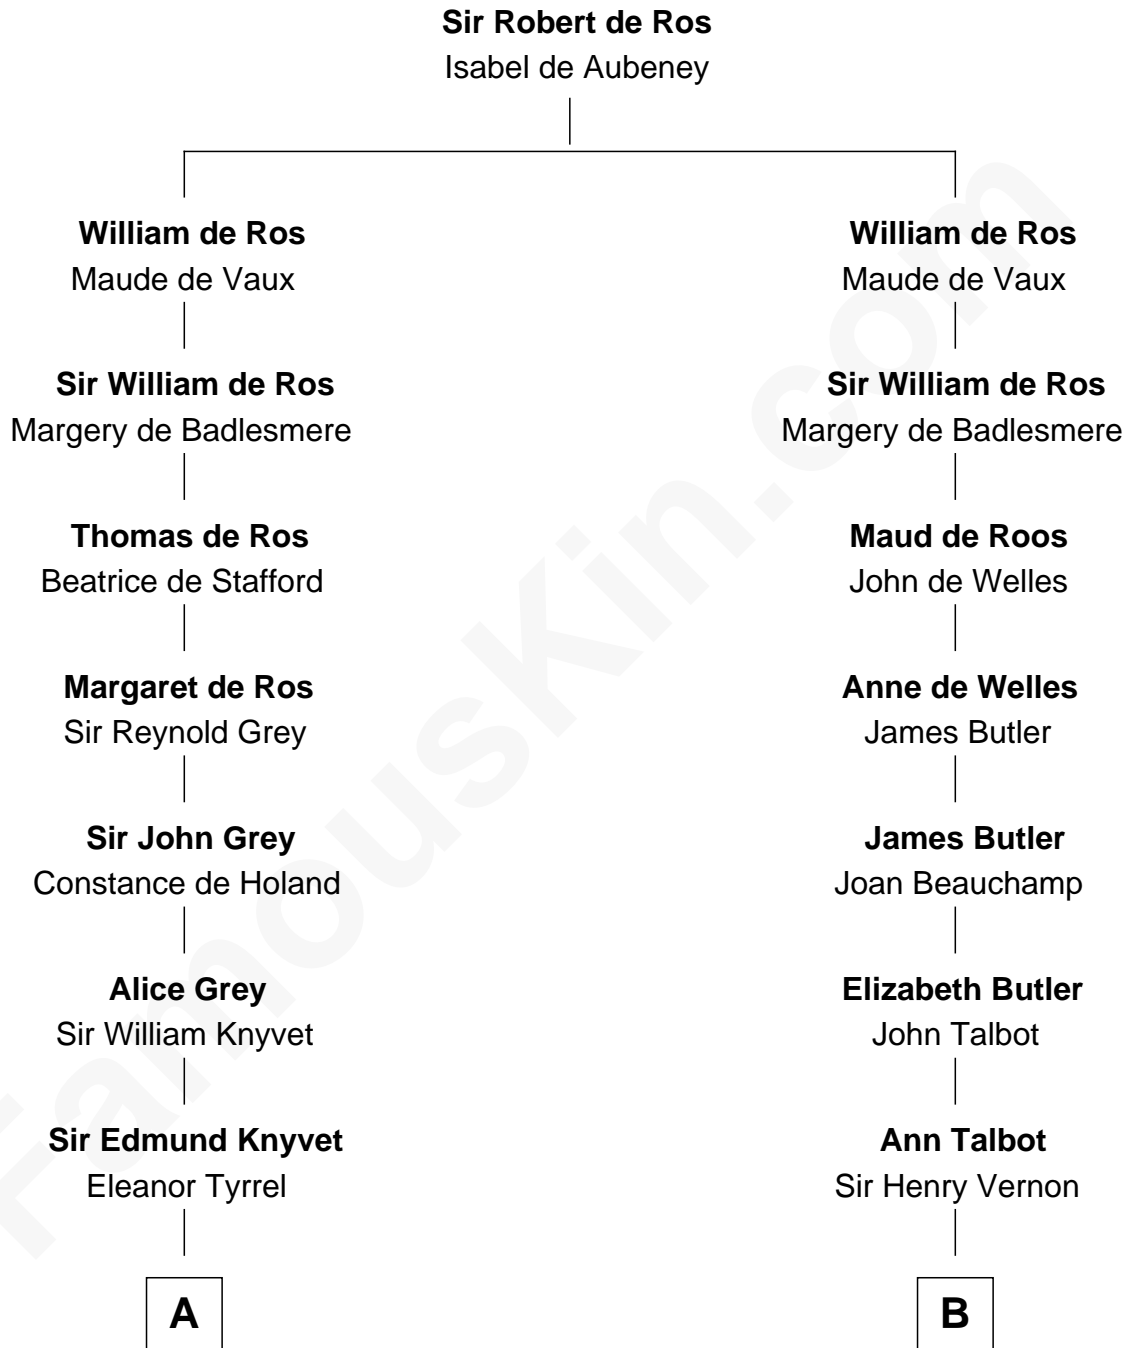 Sir Robert de Ros
Isabel de Aubeney
William de Ros
Maude de Vaux
Sir William de Ros
Margery de Badlesmere
Thomas de Ros
Beatrice de Stafford
Margaret de Ros
Sir Reynold Grey
Sir John Grey
Constance de Holand
Alice Grey
Sir William Knyvet
Sir Edmund Knyvet
Eleanor Tyrrel
A
William de Ros
Maude de Vaux
Sir William de Ros
Margery de Badlesmere
Maud de Roos
John de Welles
Anne de Welles
James Butler
James Butler
Joan Beauchamp
Elizabeth Butler
John Talbot
Ann Talbot
Sir Henry Vernon
B
FamousKin.com